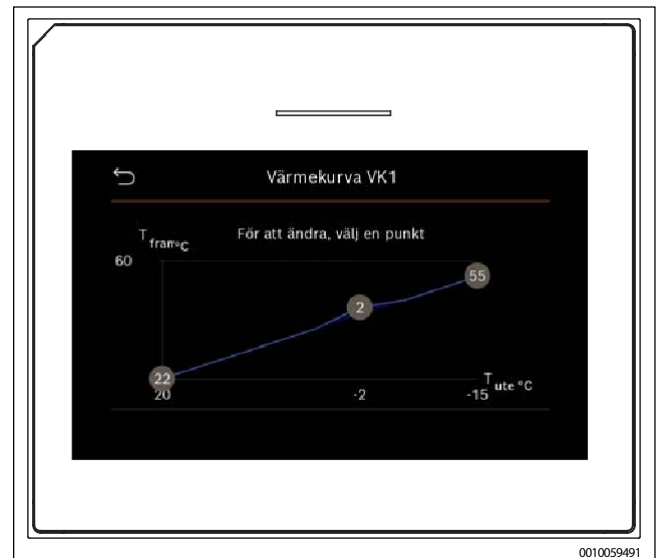 Värmekurva VK1
För att ändra, välj en punkt
T fram°C
60
55
2
22
20
-2
-15
T ute °C
0010059491